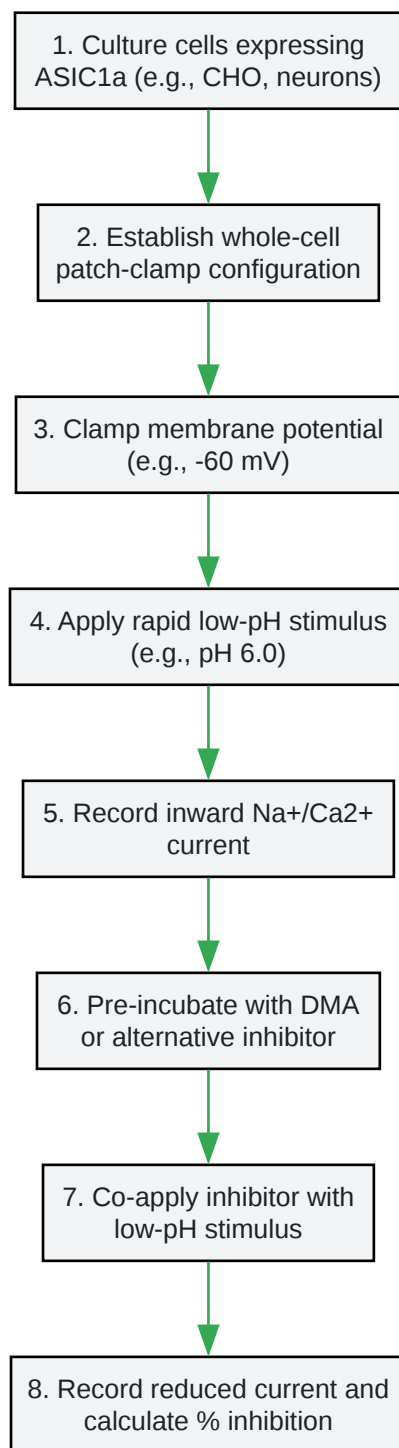 1. Culture cells expressing
ASIC1a (e.g., CHO, neurons)
2. Establish whole-cell
patch-clamp configuration
3. Clamp membrane potential
(e.g., -60 mV)
4. Apply rapid low-pH stimulus
(e.g., pH 6.0)
5. Record inward Na+/Ca2+
current
6. Pre-incubate with DMA
or alternative inhibitor
7. Co-apply inhibitor with
low-pH stimulus
8. Record reduced current and
calculate % inhibition